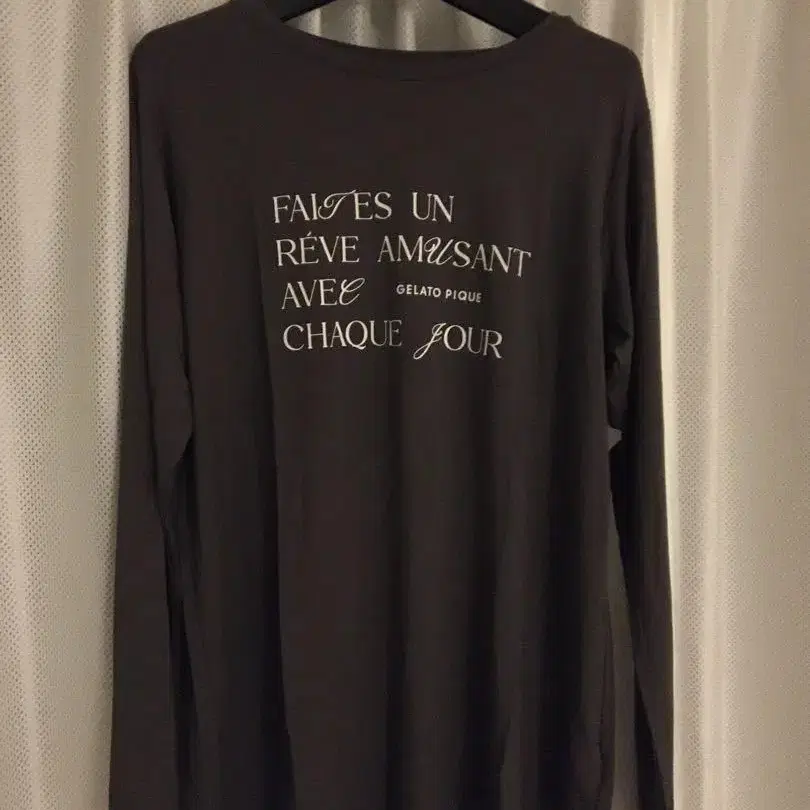 FAITES UN
RÉVE AMUSANT
AVEC GELATO PIQUE
CHAQUE JOUR